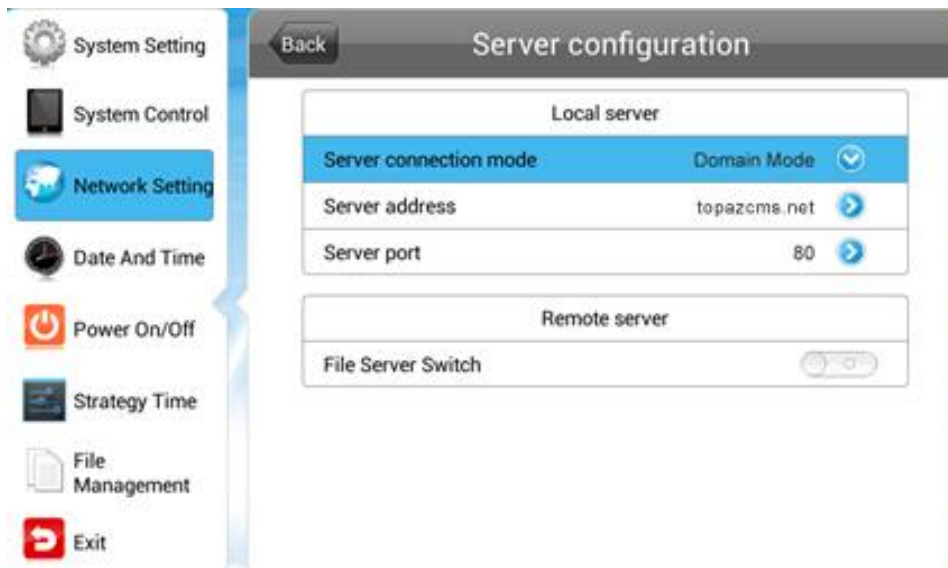 System Setting
System Control
Network Setting
Date And Time
Power On/Off
Strategy Time
File
Management
Exit
Back
Server configuration
Local server
Server connection mode Domain Mode
Server address topazcms.net
Server port 80
Remote server
File Server Switch